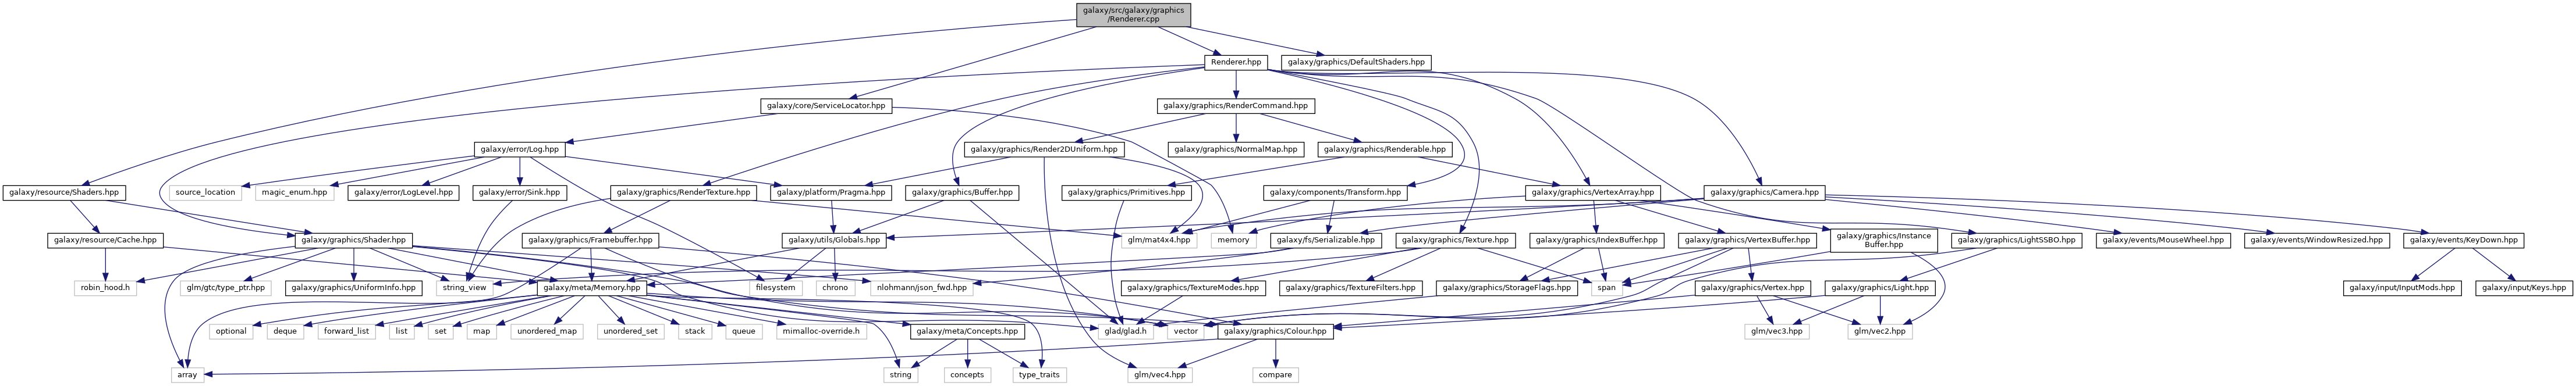 galaxy/src/galaxy/graphics
/Renderer.cpp
Renderer.hpp
galaxy/graphics/DefaultShaders.hpp
galaxy/core/ServiceLocator.hpp
galaxy/graphics/RenderCommand.hpp
galaxy/error/Log.hpp
galaxy/graphics/Render2DUniform.hpp
galaxy/graphics/NormalMap.hpp
galaxy/graphics/Renderable.hpp
galaxy/resource/Shaders.hpp
source_location
magic_enum.hpp
galaxy/error/LogLevel.hpp
galaxy/error/Sink.hpp
galaxy/graphics/RenderTexture.hpp
galaxy/platform/Pragma.hpp
galaxy/graphics/Buffer.hpp
galaxy/graphics/Primitives.hpp
galaxy/components/Transform.hpp
galaxy/graphics/VertexArray.hpp
galaxy/graphics/Camera.hpp
galaxy/resource/Cache.hpp
galaxy/graphics/Shader.hpp
galaxy/graphics/Framebuffer.hpp
galaxy/utils/Globals.hpp
glm/mat4x4.hpp
memory
galaxy/fs/Serializable.hpp
galaxy/graphics/Texture.hpp
galaxy/graphics/IndexBuffer.hpp
galaxy/graphics/VertexBuffer.hpp
galaxy/graphics/Instance
Buffer.hpp
galaxy/graphics/LightSSBO.hpp
galaxy/events/MouseWheel.hpp
galaxy/events/WindowResized.hpp
galaxy/events/KeyDown.hpp
robin_hood.h
glm/gtc/type_ptr.hpp
galaxy/graphics/UniformInfo.hpp
string_view
galaxy/meta/Memory.hpp
filesystem
chrono
nlohmann/json_fwd.hpp
galaxy/graphics/TextureModes.hpp
galaxy/graphics/TextureFilters.hpp
galaxy/graphics/StorageFlags.hpp
span
galaxy/graphics/Vertex.hpp
galaxy/graphics/Light.hpp
galaxy/input/InputMods.hpp
galaxy/input/Keys.hpp
optional
deque
forward_list
list
set
map
unordered_map
unordered_set
stack
queue
mimalloc-override.h
galaxy/meta/Concepts.hpp
glad/glad.h
vector
galaxy/graphics/Colour.hpp
glm/vec3.hpp
glm/vec2.hpp
array
string
concepts
type_traits
glm/vec4.hpp
compare